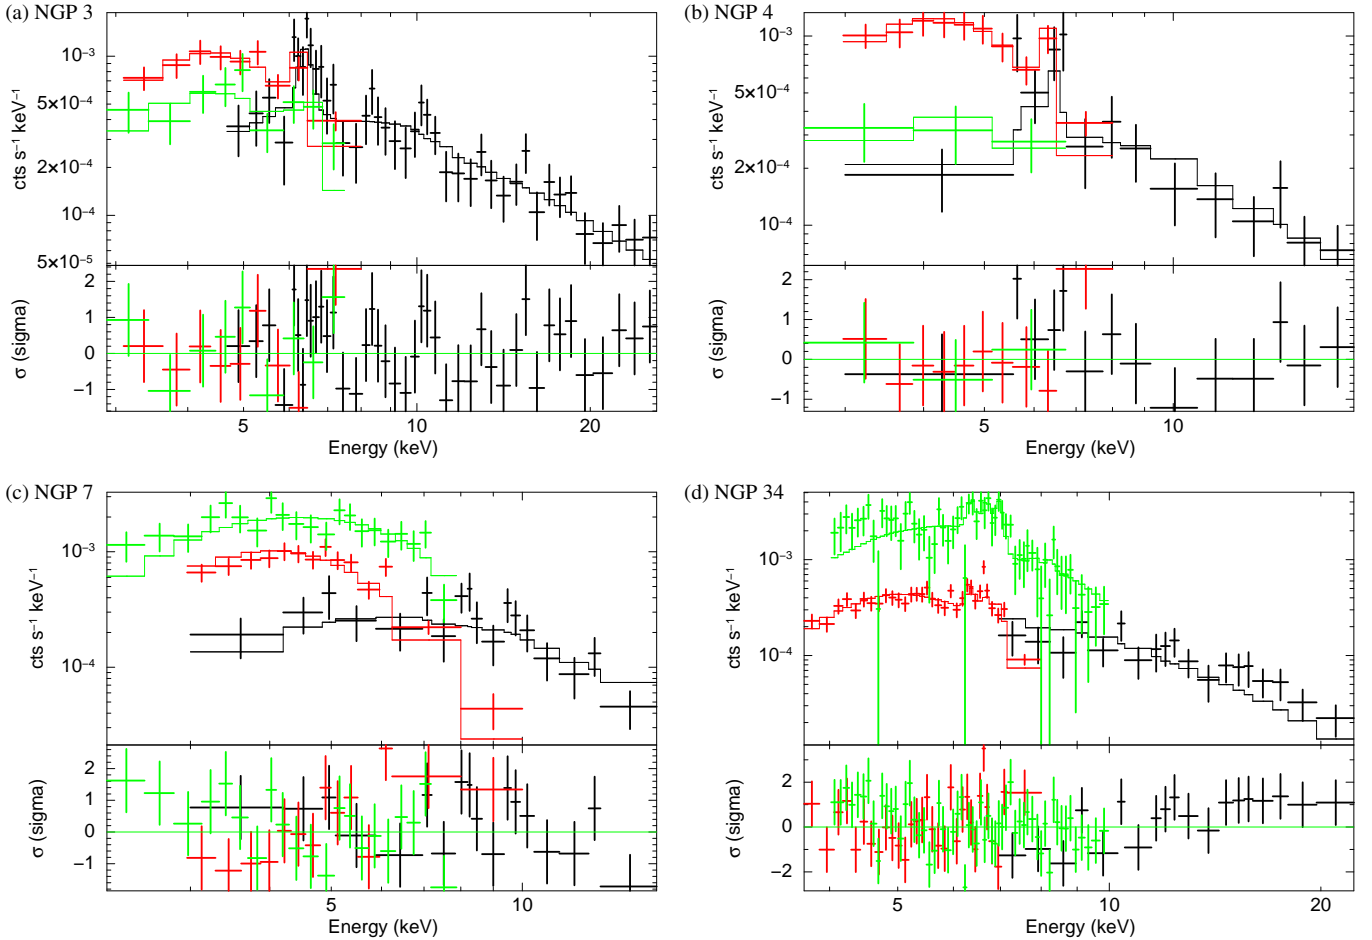 (a) NGP 3
10⁻³
5×10⁻⁴
2×10⁻⁴
10⁻⁴
5×10⁻⁵
cts s⁻¹ keV⁻¹
2
1
0
−1
σ (sigma)
5
10
20
Energy (keV)
(b) NGP 4
10⁻³
5×10⁻⁴
2×10⁻⁴
10⁻⁴
cts s⁻¹ keV⁻¹
2
1
0
−1
σ (sigma)
5
10
Energy (keV)
(c) NGP 7
10⁻³
10⁻⁴
cts s⁻¹ keV⁻¹
2
1
0
−1
σ (sigma)
5
10
Energy (keV)
(d) NGP 34
10⁻³
10⁻⁴
cts s⁻¹ keV⁻¹
2
0
−2
σ (sigma)
5
10
20
Energy (keV)